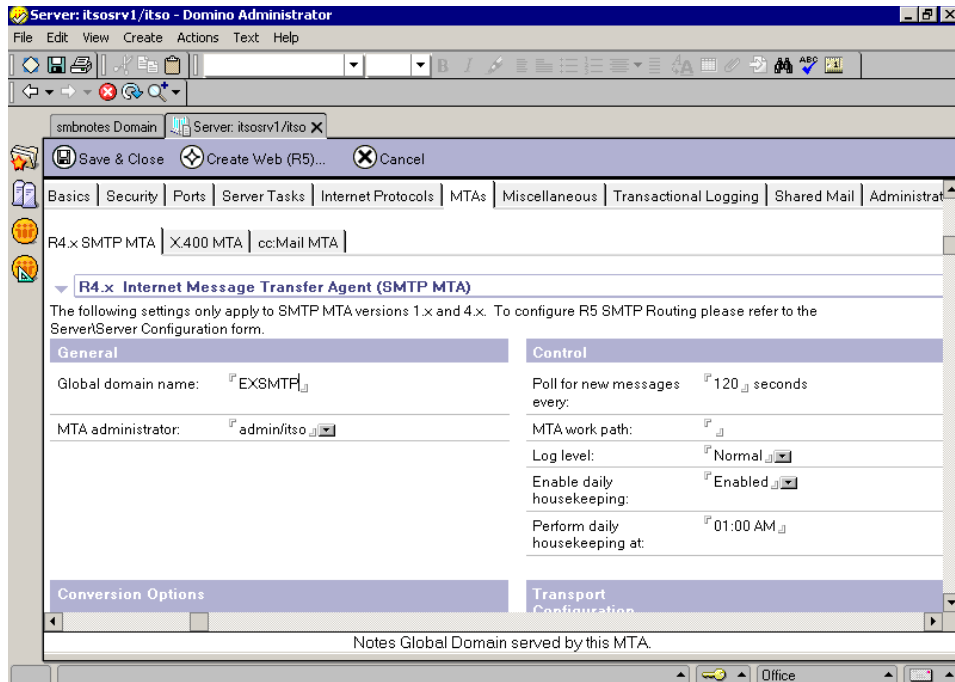 Server: itsosrv1/itso - Domino Administrator
File Edit View Create Actions Text Help
smbnotes Domain Server: itsosrv1/itso
Save & Close Create Web (R5)... Cancel
Basics Security Ports Server Tasks Internet Protocols MTAs Miscellaneous Transactional Logging Shared Mail Administrat
R4.x SMTP MTA X.400 MTA cc:Mail MTA
R4.x Internet Message Transfer Agent (SMTP MTA)
The following settings only apply to SMTP MTA versions 1.x and 4.x. To configure R5 SMTP Routing please refer to the
Server\Server Configuration form.
General
Global domain name: EXSMTP
MTA administrator: admin/itso
Control
Poll for new messages 120 seconds
every:
MTA work path:
Log level: Normal
Enable daily Enabled
housekeeping:
Perform daily 01:00 AM
housekeeping at:
Conversion Options
Transport
Configuration
Notes Global Domain served by this MTA.
Office